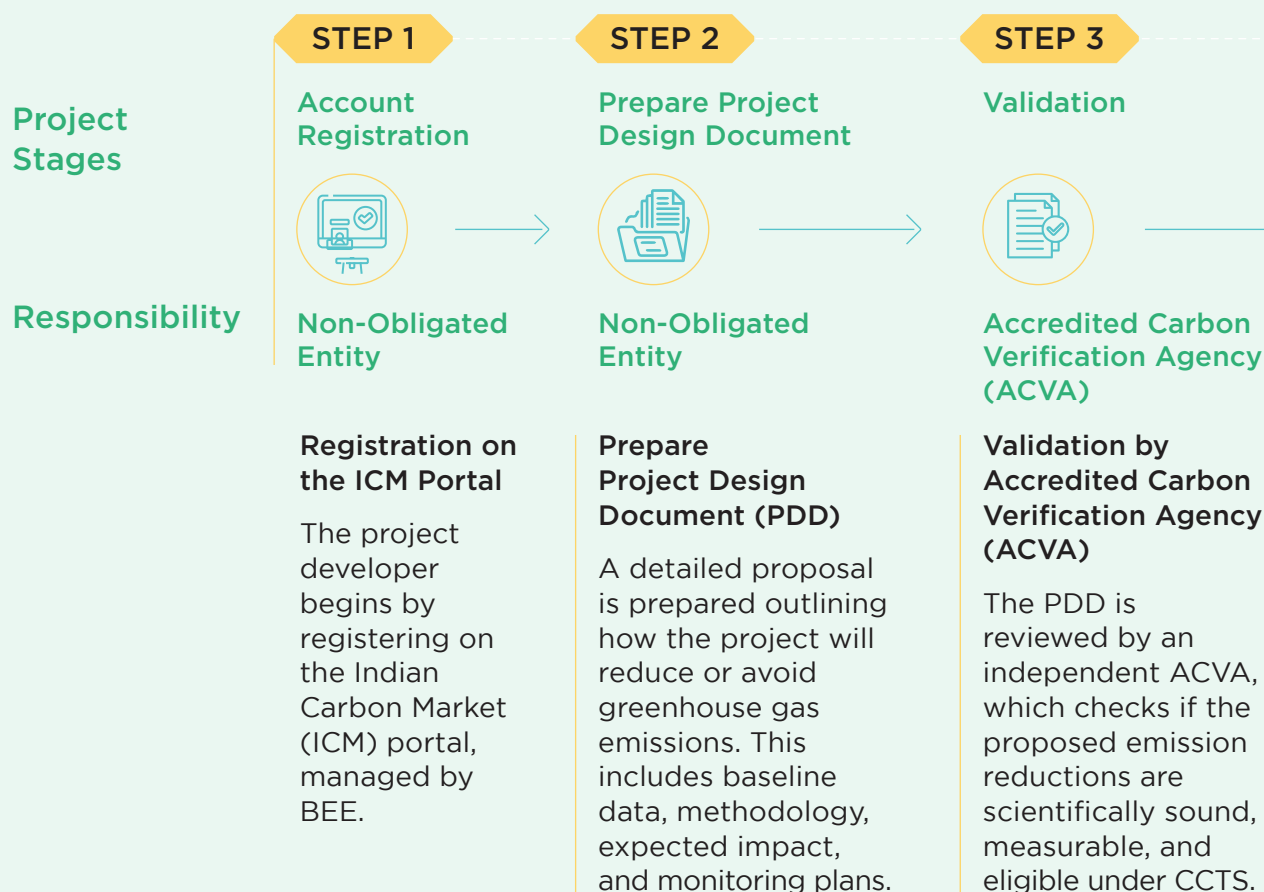 STEP 1
STEP 2
STEP 3
Project
Stages
Account
Registration
Prepare Project
Design Document
Validation
Responsibility
Non-Obligated
Entity
Non-Obligated
Entity
Accredited Carbon
Verification Agency
(ACVA)
Registration on
the ICM Portal
The project
developer
begins by
registering on
the Indian
Carbon Market
(ICM) portal,
managed by
BEE.
Prepare
Project Design
Document (PDD)
A detailed proposal
is prepared outlining
how the project will
reduce or avoid
greenhouse gas
emissions. This
includes baseline
data, methodology,
expected impact,
and monitoring plans.
Validation by
Accredited Carbon
Verification Agency
(ACVA)
The PDD is
reviewed by an
independent ACVA,
which checks if the
proposed emission
reductions are
scientifically sound,
measurable, and
eligible under CCTS.